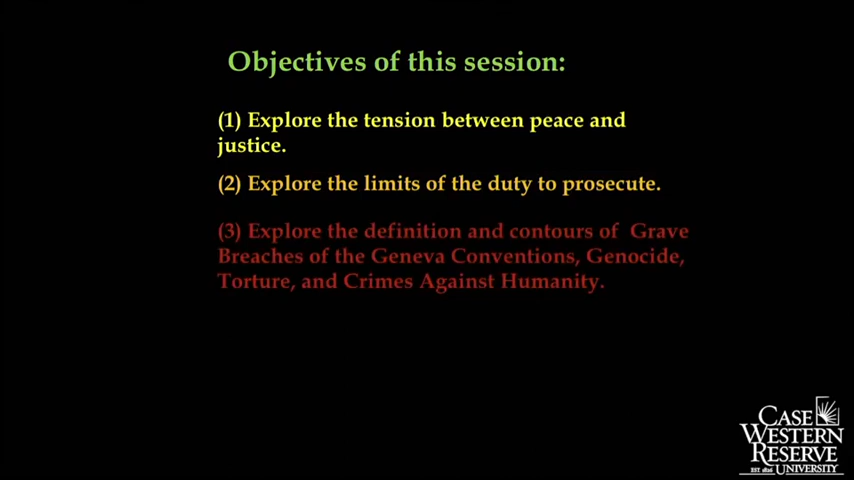 Objectives of this session:
(1) Explore the tension between peace and
justice.
(2) Explore the limits of the duty to prosecute.
(3) Explore the definition and contours of Grave
Breaches of the Geneva Conventions, Genocide,
Torture, and Crimes Against Humanity.
CASE
WESTERN
RESERVE
EST. 1826 UNIVERSITY